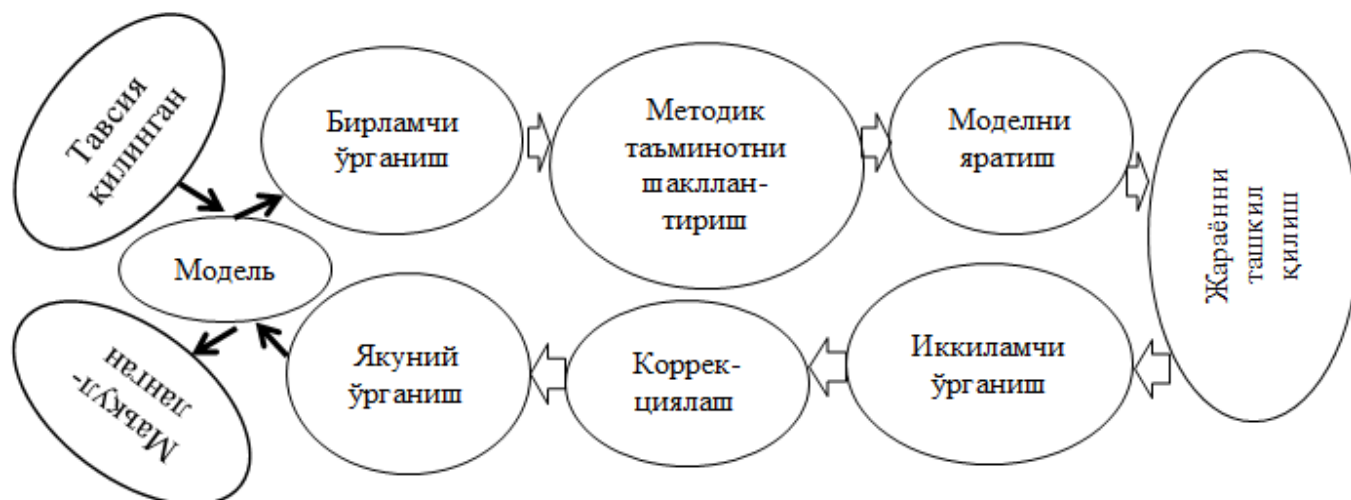 Тавсия
қилинган
Бирламчи
ўрганиш
Методик
таъминотни
шакллан-
тириш
Моделни
яратиш
Жараённи
ташкил
қилиш
Модель
Маъқул-
ланган
Якуний
ўрганиш
Коррек-
циялаш
Иккиламчи
ўрганиш